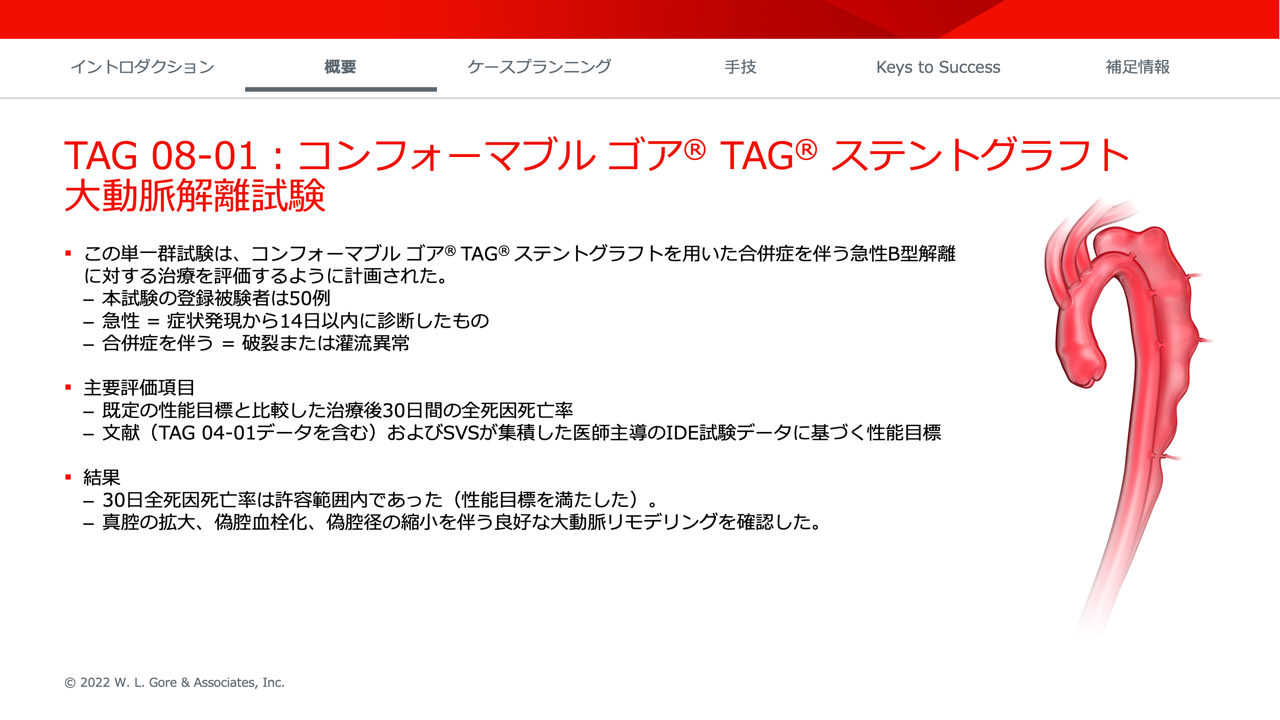 イントロダクション
概要
ケースプランニング
手技
Keys to Success
補足情報
TAG 08-01：コンフォーマブル ゴア® TAG® ステントグラフト
大動脈解離試験
▪ この単一群試験は、コンフォーマブル ゴア® TAG® ステントグラフトを用いた合併症を伴う急性B型解離
に対する治療を評価するように計画された。
– 本試験の登録被験者は50例
– 急性 = 症状発現から14日以内に診断したもの
– 合併症を伴う = 破裂または灌流異常
▪ 主要評価項目
– 既定の性能目標と比較した治療後30日間の全死因死亡率
– 文献（TAG 04-01データを含む）およびSVSが集積した医師主導のIDE試験データに基づく性能目標
▪ 結果
– 30日全死因死亡率は許容範囲内であった（性能目標を満たした）。
– 真腔の拡大、偽腔血栓化、偽腔径の縮小を伴う良好な大動脈リモデリングを確認した。
© 2022 W. L. Gore & Associates, Inc.